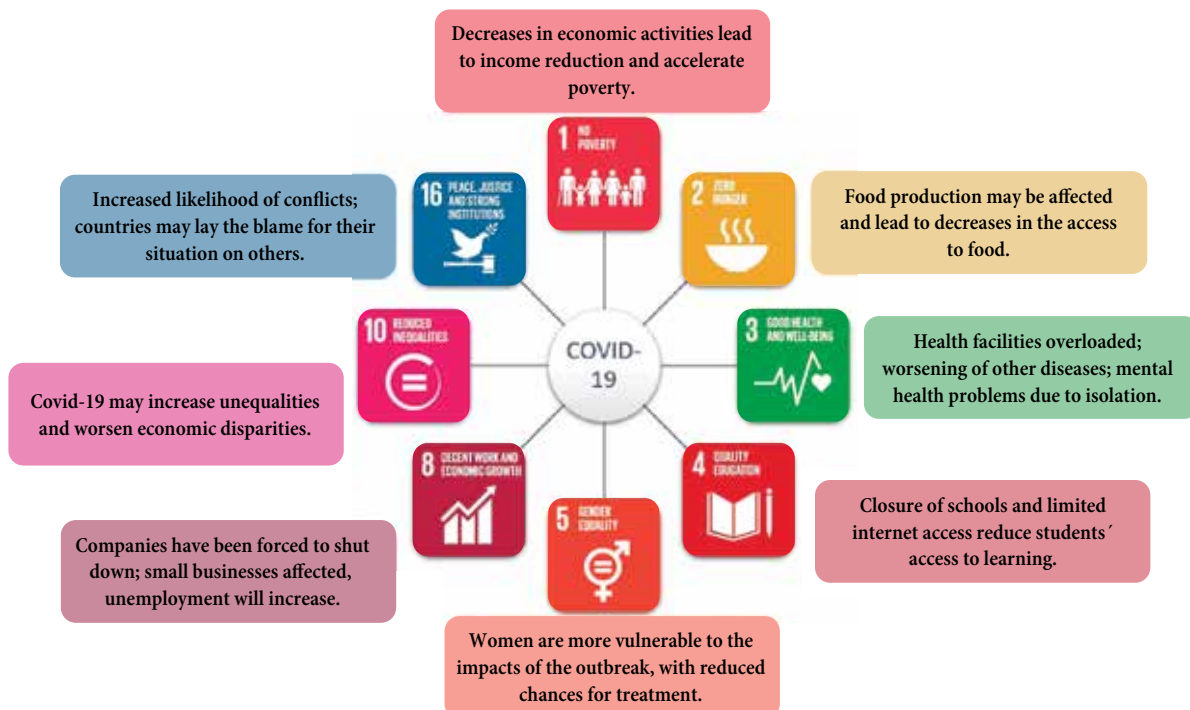 Decreases in economic activities lead
to income reduction and accelerate
poverty.
1 NO
POVERTY
16 PEACE, JUSTICE
AND STRONG
INSTITUTIONS
2 ZERO
HUNGER
Increased likelihood of conflicts;
countries may lay the blame for their
situation on others.
Food production may be affected
and lead to decreases in the access
to food.
10 REDUCED
INEQUALITIES
COVID-
19
3 GOOD HEALTH
AND WELL-BEING
Health facilities overloaded;
worsening of other diseases; mental
health problems due to isolation.
Covid-19 may increase unequalities
and worsen economic disparities.
8 DECENT WORK AND
ECONOMIC GROWTH
4 QUALITY
EDUCATION
5 GENDER
EQUALITY
Closure of schools and limited
internet access reduce students´
access to learning.
Companies have been forced to shut
down; small businesses affected,
unemployment will increase.
Women are more vulnerable to the
impacts of the outbreak, with reduced
chances for treatment.